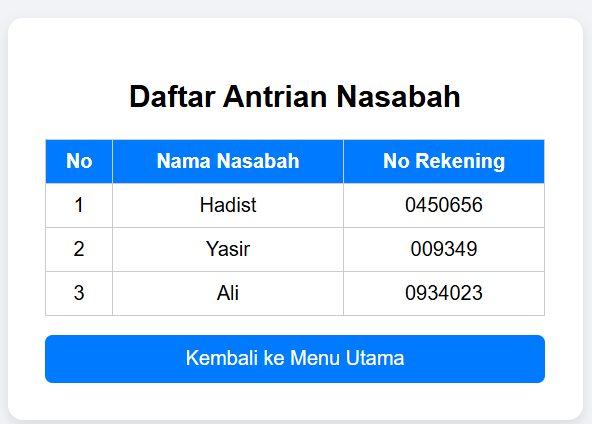 Daftar Antrian Nasabah
No Nama Nasabah No Rekening
1 Hadist 0450656
2 Yasir 009349
3 Ali 0934023
Kembali ke Menu Utama